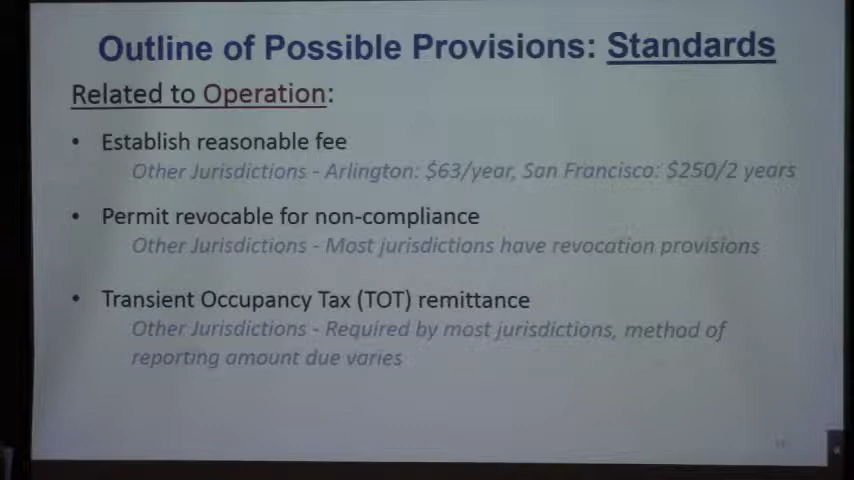 Outline of Possible Provisions: Standards
Related to Operation:
• Establish reasonable fee
Other Jurisdictions - Arlington: $63/year, San Francisco: $250/2 years
• Permit revocable for non-compliance
Other Jurisdictions - Most jurisdictions have revocation provisions
• Transient Occupancy Tax (TOT) remittance
Other Jurisdictions - Required by most jurisdictions, method of
reporting amount due varies